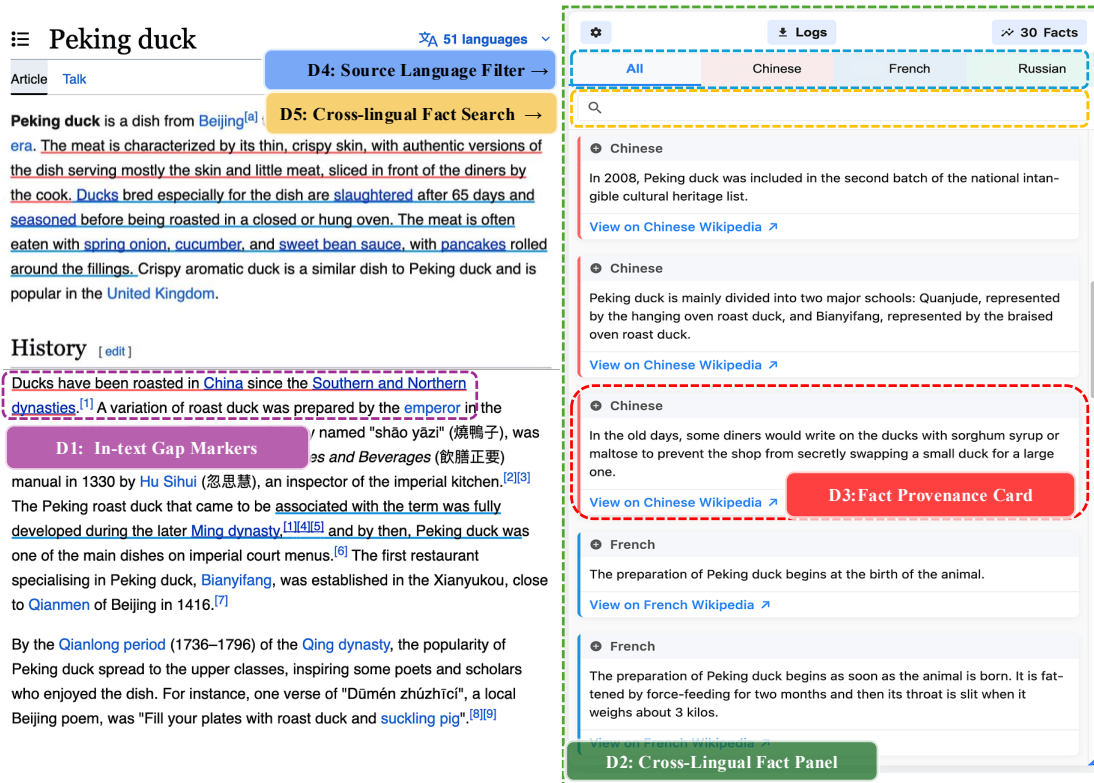 Peking duck
51 languages
D4: Source Language Filter →
Article
Talk
D5: Cross-lingual Fact Search →
Peking duck is a dish from Beijing[a]
era. The meat is characterized by its thin, crispy skin, with authentic versions of
the dish serving mostly the skin and little meat, sliced in front of the diners by
the cook. Ducks bred especially for the dish are slaughtered after 65 days and
seasoned before being roasted in a closed or hung oven. The meat is often
eaten with spring onion, cucumber, and sweet bean sauce, with pancakes rolled
around the fillings. Crispy aromatic duck is a similar dish to Peking duck and is
popular in the United Kingdom.
History [ edit ]
Ducks have been roasted in China since the Southern and Northern
dynasties.[1] A variation of roast duck was prepared by the emperor in the
D1: In-text Gap Markers
y named "shāo yāzi" (燒鴨子), was
es and Beverages (飲膳正要)
manual in 1330 by Hu Sihui (忽思慧), an inspector of the imperial kitchen.[2][3]
The Peking roast duck that came to be associated with the term was fully
developed during the later Ming dynasty,[1][4][5] and by then, Peking duck was
one of the main dishes on imperial court menus.[6] The first restaurant
specialising in Peking duck, Bianyifang, was established in the Xianyukou, close
to Qianmen of Beijing in 1416.[7]
By the Qianlong period (1736–1796) of the Qing dynasty, the popularity of
Peking duck spread to the upper classes, inspiring some poets and scholars
who enjoyed the dish. For instance, one verse of "Dūmén zhúzhīcí", a local
Beijing poem, was "Fill your plates with roast duck and suckling pig".[8][9]
Logs
30 Facts
All
Chinese
French
Russian
Chinese
In 2008, Peking duck was included in the second batch of the national intan-
gible cultural heritage list.
View on Chinese Wikipedia ↗
Chinese
Peking duck is mainly divided into two major schools: Quanjude, represented
by the hanging oven roast duck, and Bianyifang, represented by the braised
oven roast duck.
View on Chinese Wikipedia ↗
Chinese
In the old days, some diners would write on the ducks with sorghum syrup or
maltose to prevent the shop from secretly swapping a small duck for a large
one.
View on Chinese Wikipedia ↗
D3:Fact Provenance Card
French
The preparation of Peking duck begins at the birth of the animal.
View on French Wikipedia ↗
French
The preparation of Peking duck begins as soon as the animal is born. It is fat-
tened by force-feeding for two months and then its throat is slit when it
weighs about 3 kilos.
View on French Wikipedia ↗
D2: Cross-Lingual Fact Panel